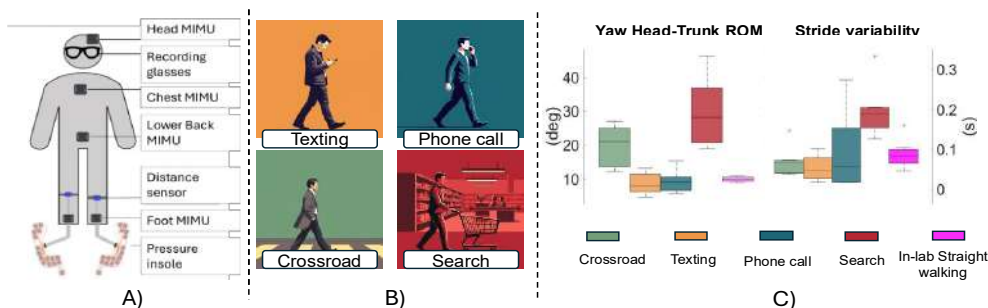 A)
Head MIMU
Recording
glasses
Chest MIMU
Lower Back
MIMU
Distance
sensor
Foot MIMU
Pressure
insole
B)
Texting
Phone call
Crossroad
Search
C)
Yaw Head-Trunk ROM
Stride variability
40
30
20
10
(deg)
0.3
0.2
0.1
0
(s)
Crossroad
Texting
Phone call
Search
In-lab Straight
walking